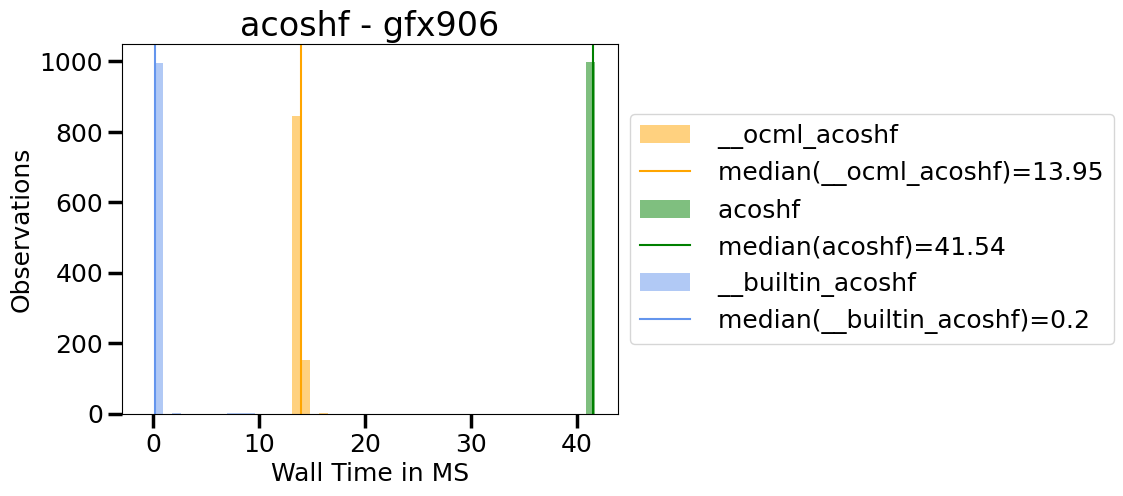 acoshf - gfx906
1000
800
600
400
200
0
Observations
0 10 20 30 40
Wall Time in MS
__ocml_acoshf
median(__ocml_acoshf)=13.95
acoshf
median(acoshf)=41.54
__builtin_acoshf
median(__builtin_acoshf)=0.2